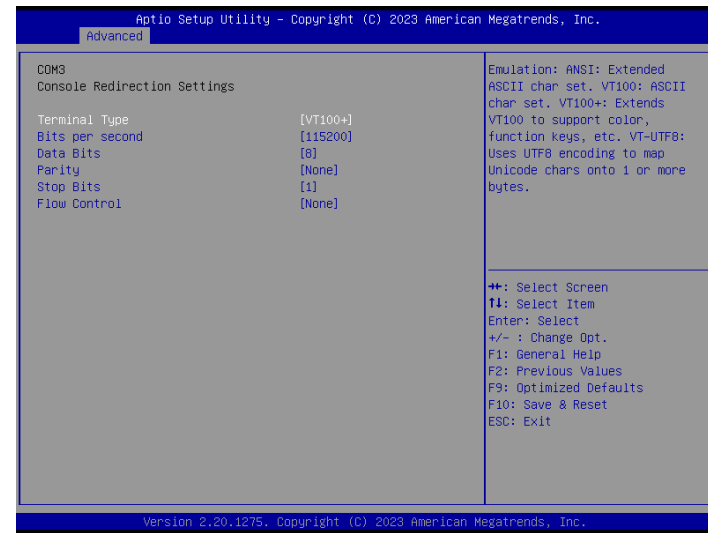 Aptio Setup Utility – Copyright (C) 2023 American Megatrends, Inc.
Advanced
COM3
Console Redirection Settings
Terminal Type [VT100+]
Bits per second [115200]
Data Bits [8]
Parity [None]
Stop Bits [1]
Flow Control [None]
Emulation: ANSI: Extended
ASCII char set. VT100: ASCII
char set. VT100+: Extends
VT100 to support color,
function keys, etc. VT-UTF8:
Uses UTF8 encoding to map
Unicode chars onto 1 or more
bytes.
→←: Select Screen
↑↓: Select Item
Enter: Select
+/- : Change Opt.
F1: General Help
F2: Previous Values
F9: Optimized Defaults
F10: Save & Reset
ESC: Exit
Version 2.20.1275. Copyright (C) 2023 American Megatrends, Inc.